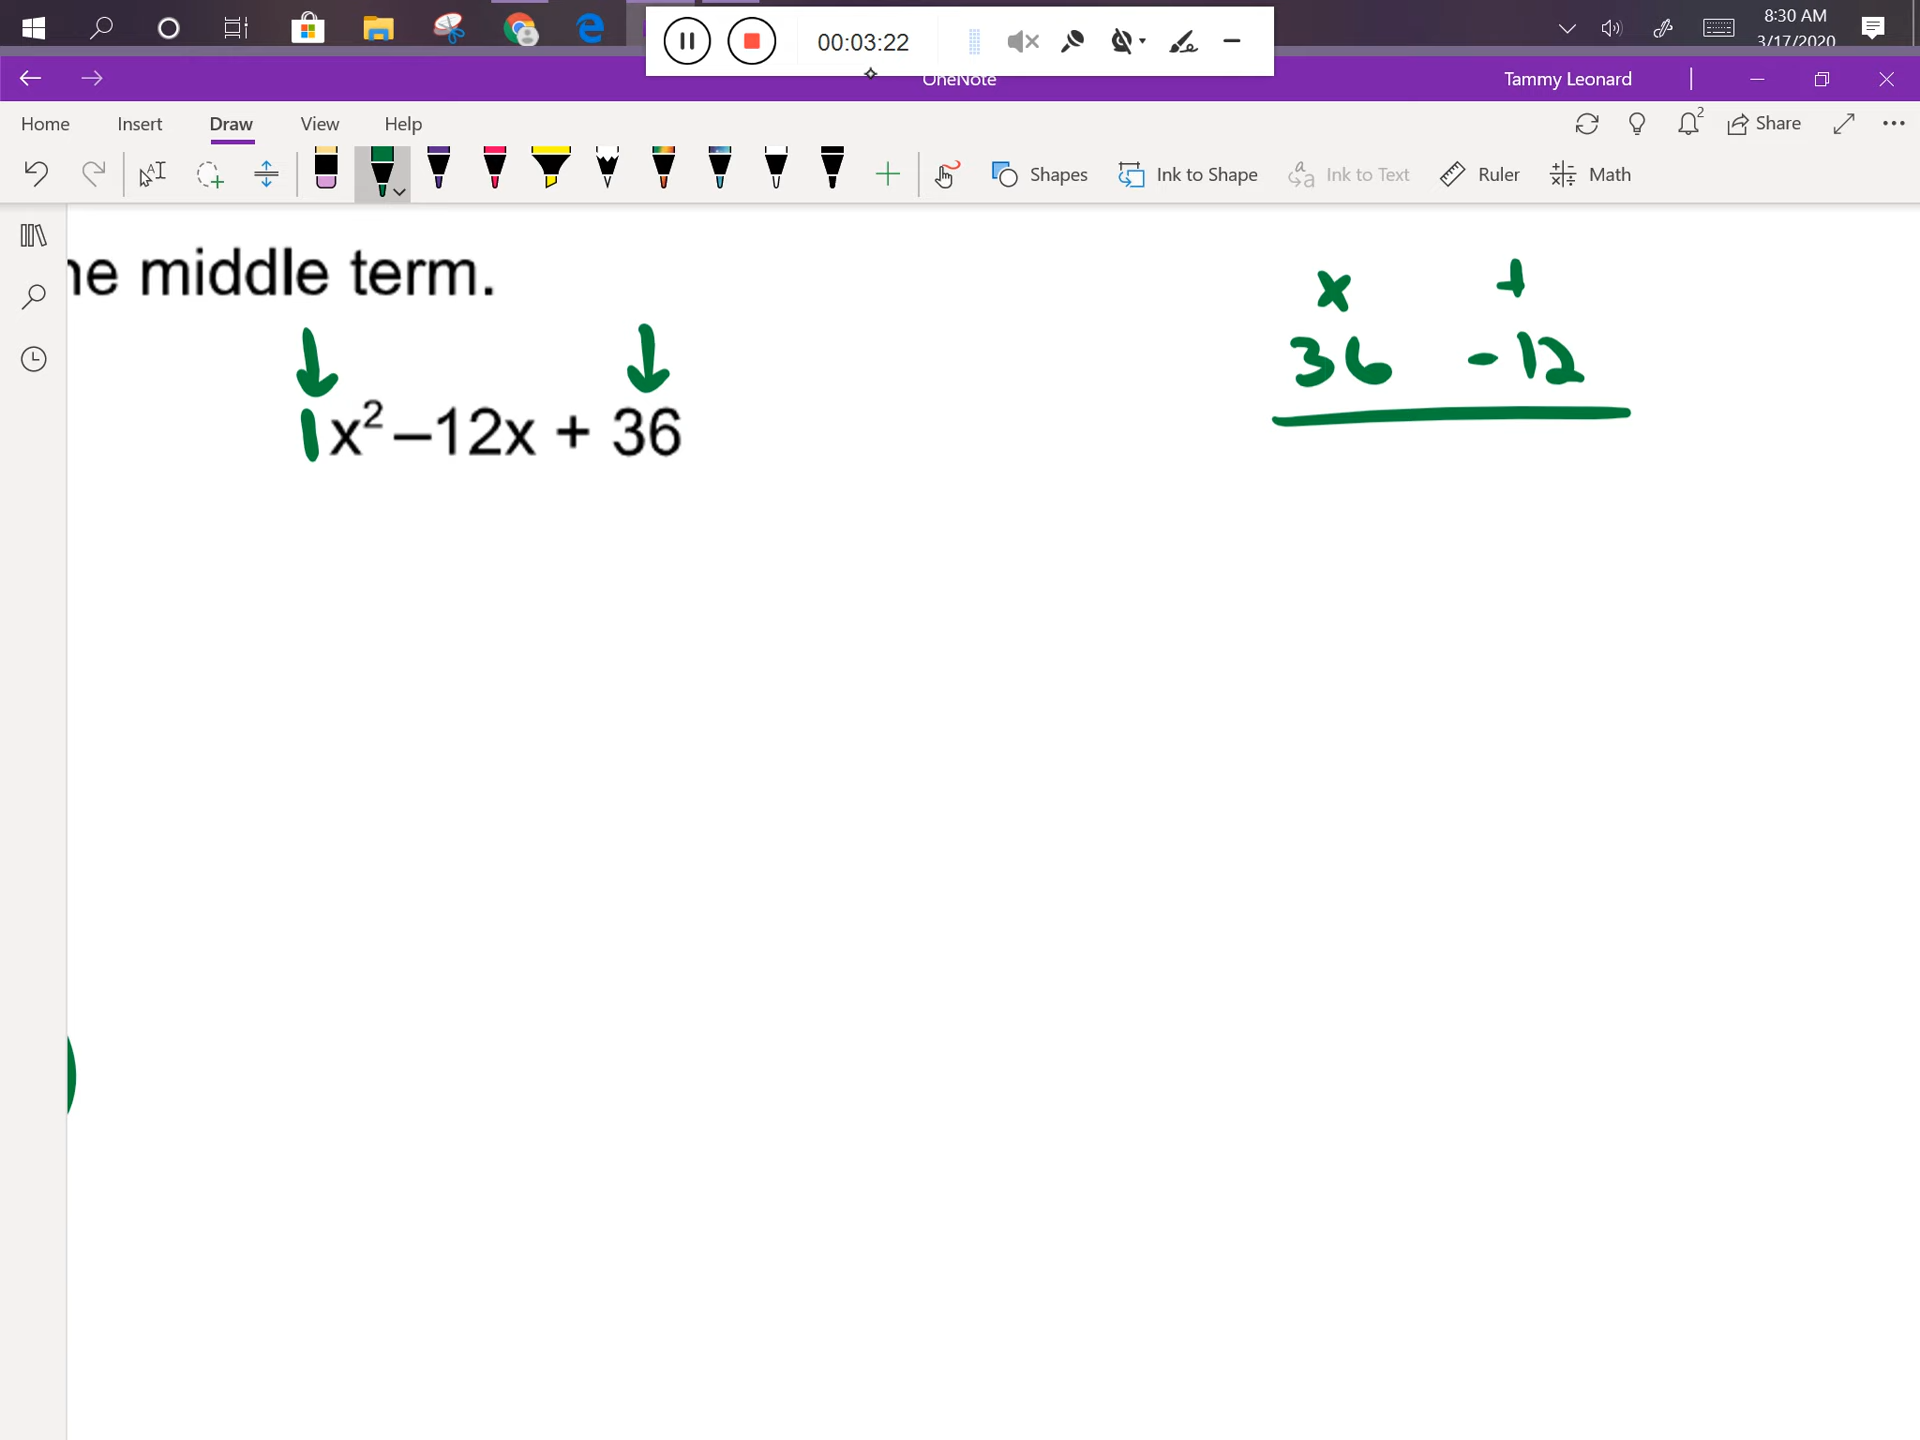 8:30 AM
3/17/2020
00:03:22
OneNote
Tammy Leonard
Home Insert Draw View Help
2
Share
Shapes Ink to Shape Ink to Text Ruler Math
he middle term.
x +
36 -12
1x² –12x + 36